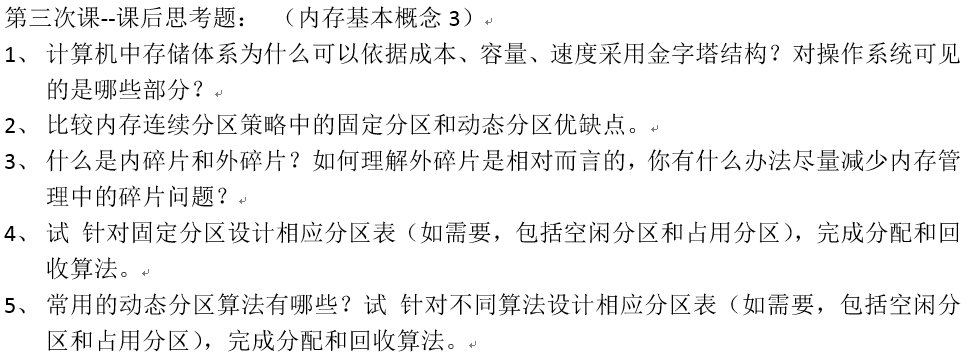 第三次课--课后思考题：  （内存基本概念 3）
1、 计算机中存储体系为什么可以依据成本、容量、速度采用金字塔结构？对操作系统可见
的是哪些部分？
2、 比较内存连续分区策略中的固定分区和动态分区优缺点。
3、 什么是内碎片和外碎片？如何理解外碎片是相对而言的，你有什么办法尽量减少内存管
理中的碎片问题？
4、 试 针对固定分区设计相应分区表（如需要，包括空闲分区和占用分区），完成分配和回
收算法。
5、 常用的动态分区算法有哪些？试 针对不同算法设计相应分区表（如需要，包括空闲分
区和占用分区），完成分配和回收算法。